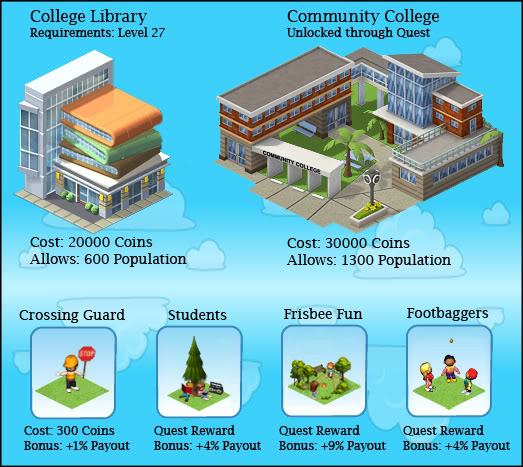 College Library
Requirements: Level 27
Community College
Unlocked through Quest
COMMUNITY COLLEGE
Cost: 20000 Coins
Allows: 600 Population
Cost: 30000 Coins
Allows: 1300 Population
Crossing Guard
Students
Frisbee Fun
Footbaggers
STOP
Cost: 300 Coins
Bonus: +1% Payout
Quest Reward
Bonus: +4% Payout
Quest Reward
Bonus: +9% Payout
Quest Reward
Bonus: +4% Payout